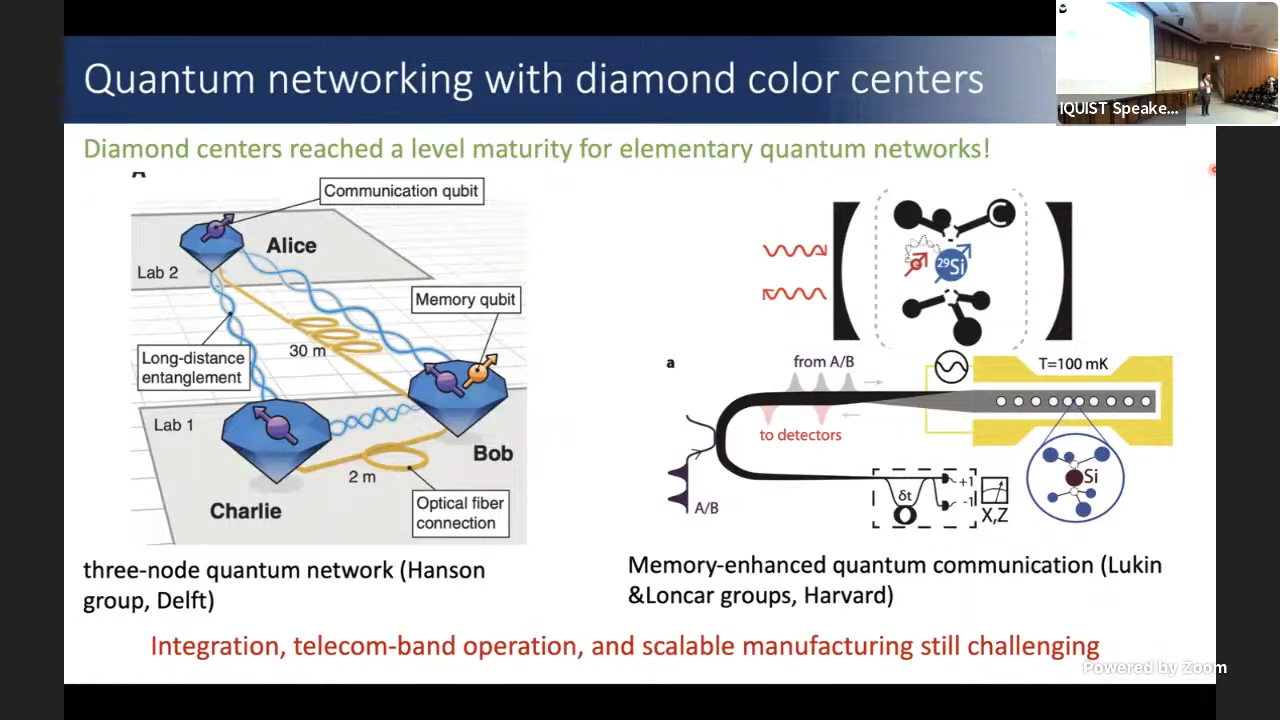 Quantum networking with diamond color centers
IQUIST Speake...
Diamond centers reached a level maturity for elementary quantum networks!
Communication qubit
Alice
Lab 2
Memory qubit
30 m
Long-distance
entanglement
Lab 1
Bob
2 m
Optical fiber
connection
Charlie
three-node quantum network (Hanson
group, Delft)
C
e
29Si
a
from A/B
T=100 mK
to detectors
Si
A/B
δt
+1
-1
X,Z
Memory-enhanced quantum communication (Lukin
&Loncar groups, Harvard)
Integration, telecom-band operation, and scalable manufacturing still challenging
Powered by Zoom